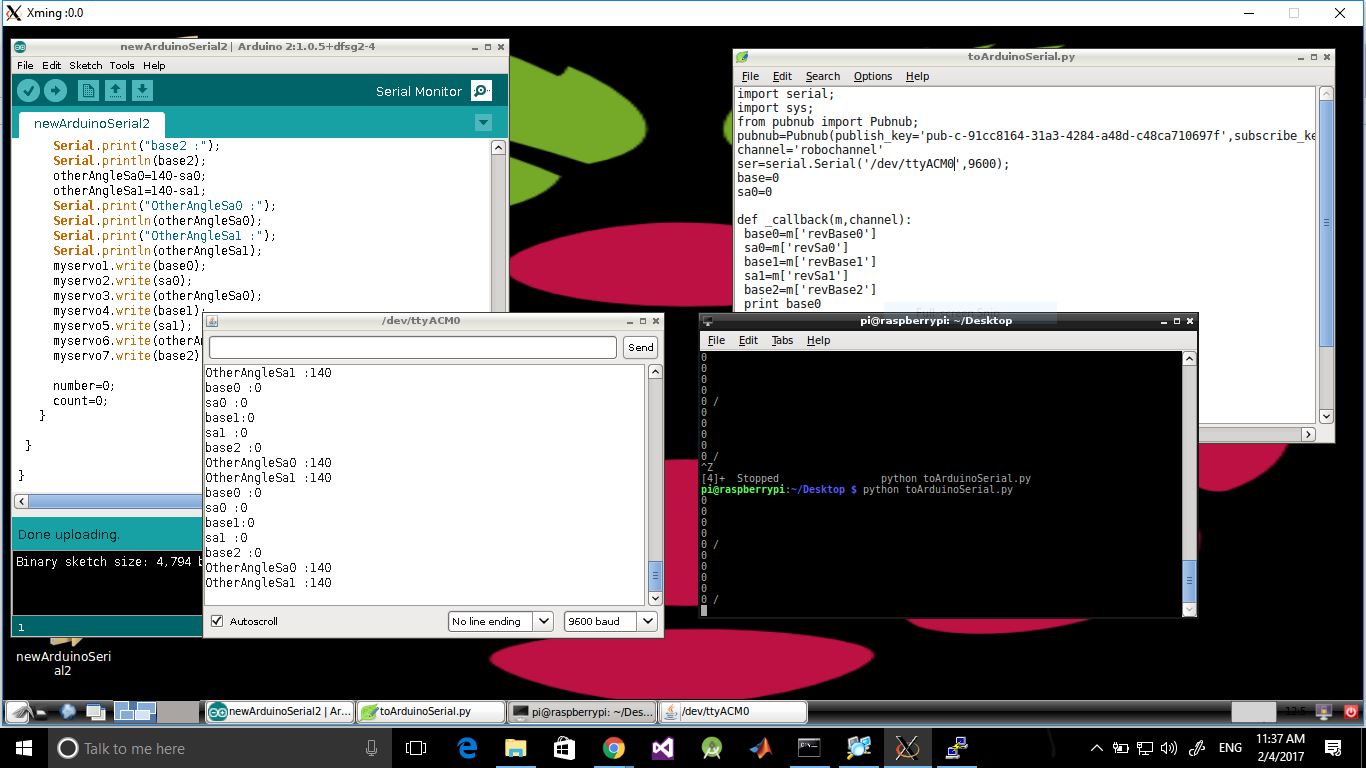 Xming :0.0
newArduinoSerial2 | Arduino 2:1.0.5+dfsg2-4
File Edit Sketch Tools Help
Serial Monitor
newArduinoSerial2
Serial.print("base2 :");
Serial.println(base2);
otherAngleSa0=140-sa0;
otherAngleSa1=140-sa1;
Serial.print("OtherAngleSa0 :");
Serial.println(otherAngleSa0);
Serial.print("OtherAngleSa1 :");
Serial.println(otherAngleSa1);
myservo1.write(base0);
myservo2.write(sa0);
myservo3.write(otherAngleSa0);
myservo4.write(base1);
myservo5.write(sa1);
myservo6.write(otherA
myservo7.write(base2)
number=0;
count=0;
}
}
}
Done uploading.
Binary sketch size: 4,794 b
1
newArduinoSeri
al2
toArduinoSerial.py
File Edit Search Options Help
import serial;
import sys;
from pubnub import Pubnub;
pubnub=Pubnub(publish_key='pub-c-91cc8164-31a3-4284-a48d-c48ca710697f',subscribe_ke
channel='robochannel'
ser=serial.Serial('/dev/ttyACM0',9600);
base=0
sa0=0
def _callback(m,channel):
base0=m['revBase0']
sa0=m['revSa0']
base1=m['revBase1']
sa1=m['revSa1']
base2=m['revBase2']
print base0
/dev/ttyACM0
Send
OtherAngleSa1 :140
base0 :0
sa0 :0
base1:0
sa1 :0
base2 :0
OtherAngleSa0 :140
OtherAngleSa1 :140
base0 :0
sa0 :0
base1:0
sa1 :0
base2 :0
OtherAngleSa0 :140
OtherAngleSa1 :140
Autoscroll
No line ending
9600 baud
pi@raspberrypi: ~/Desktop
File Edit Tabs Help
0
0
0
0
0 /
0
0
0
0
0 /
^Z
[4]+ Stopped python toArduinoSerial.py
pi@raspberrypi:~/Desktop $ python toArduinoSerial.py
0
0
0
0
0 /
0
0
0
0
0 /
newArduinoSerial2 | Ar...
toArduinoSerial.py
pi@raspberrypi: ~/Des...
/dev/ttyACM0
Talk to me here
ENG
11:37 AM
2/4/2017